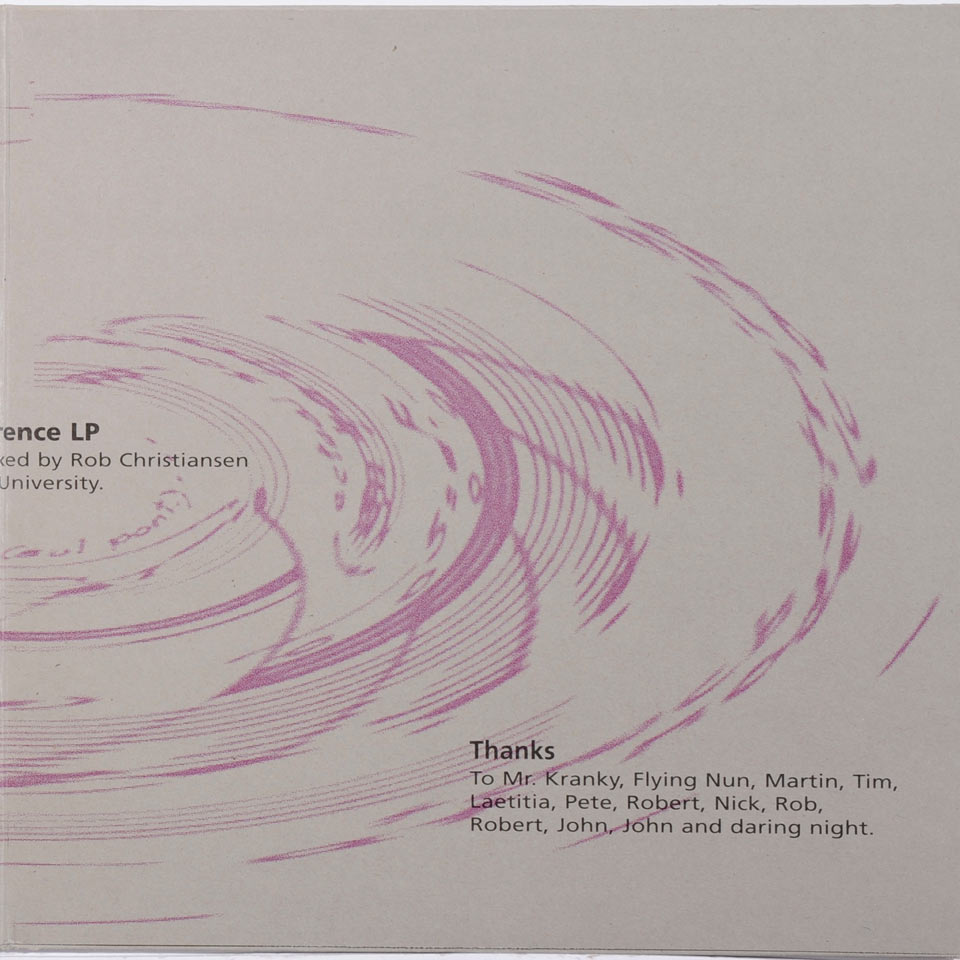 rence LP
xed by Rob Christiansen
University.
Thanks
To Mr. Kranky, Flying Nun, Martin, Tim,
Laetitia, Pete, Robert, Nick, Rob,
Robert, John, John and daring night.